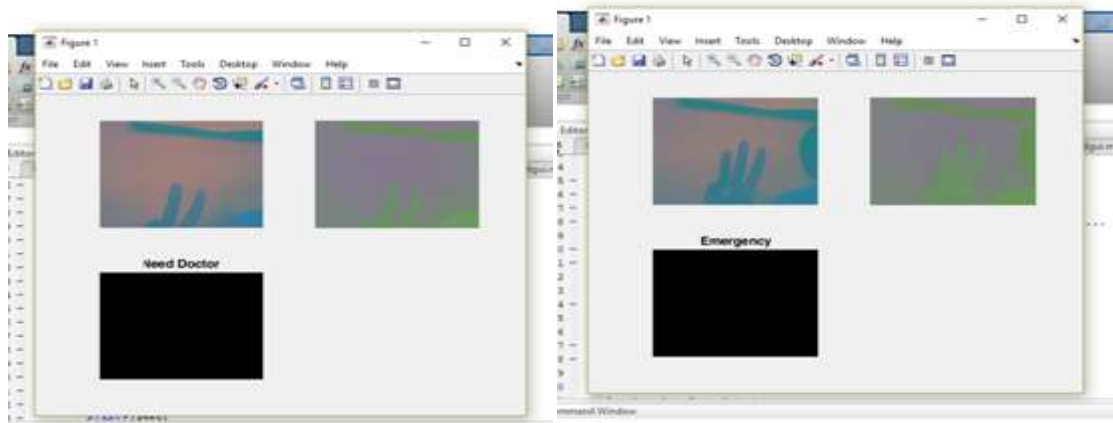 Figure 1
File Edit View Insert Tools Desktop Window Help
Need Doctor
Figure 1
File Edit View Insert Tools Desktop Window Help
Editor
Emergency
Command Window